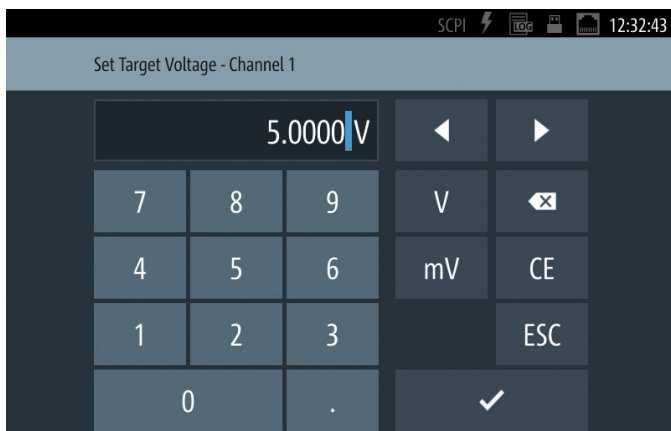 SCPI LOG 12:32:43
Set Target Voltage - Channel 1
5.0000 V
7 8 9 V
4 5 6 mV CE
1 2 3 ESC
0 .